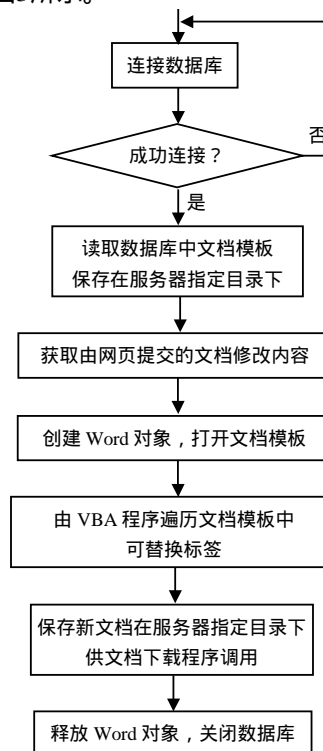 连接数据库
成功连接？
否
是
读取数据库中文档模板
保存在服务器指定目录下
获取由网页提交的文档修改内容
创建 Word 对象，打开文档模板
由 VBA 程序遍历文档模板中
可替换标签
保存新文档在服务器指定目录下
供文档下载程序调用
释放 Word 对象，关闭数据库